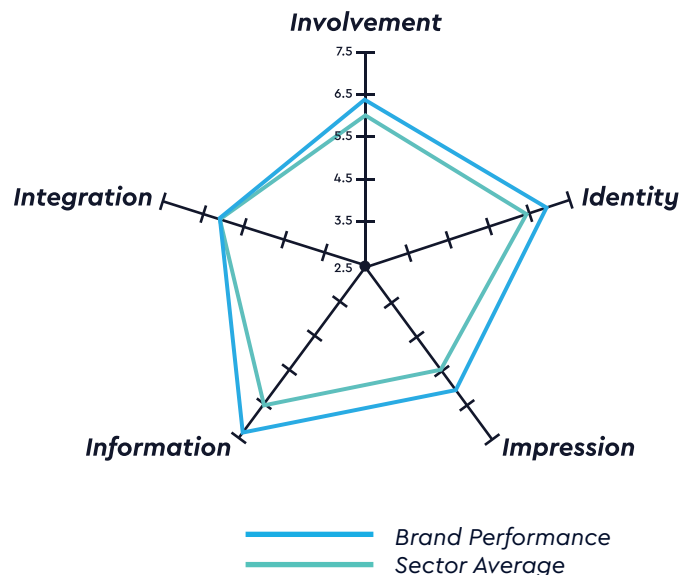 Involvement
7.5
6.5
5.5
4.5
Integration
Identity
3.5
2.5
Information
Impression
Brand Performance
Sector Average